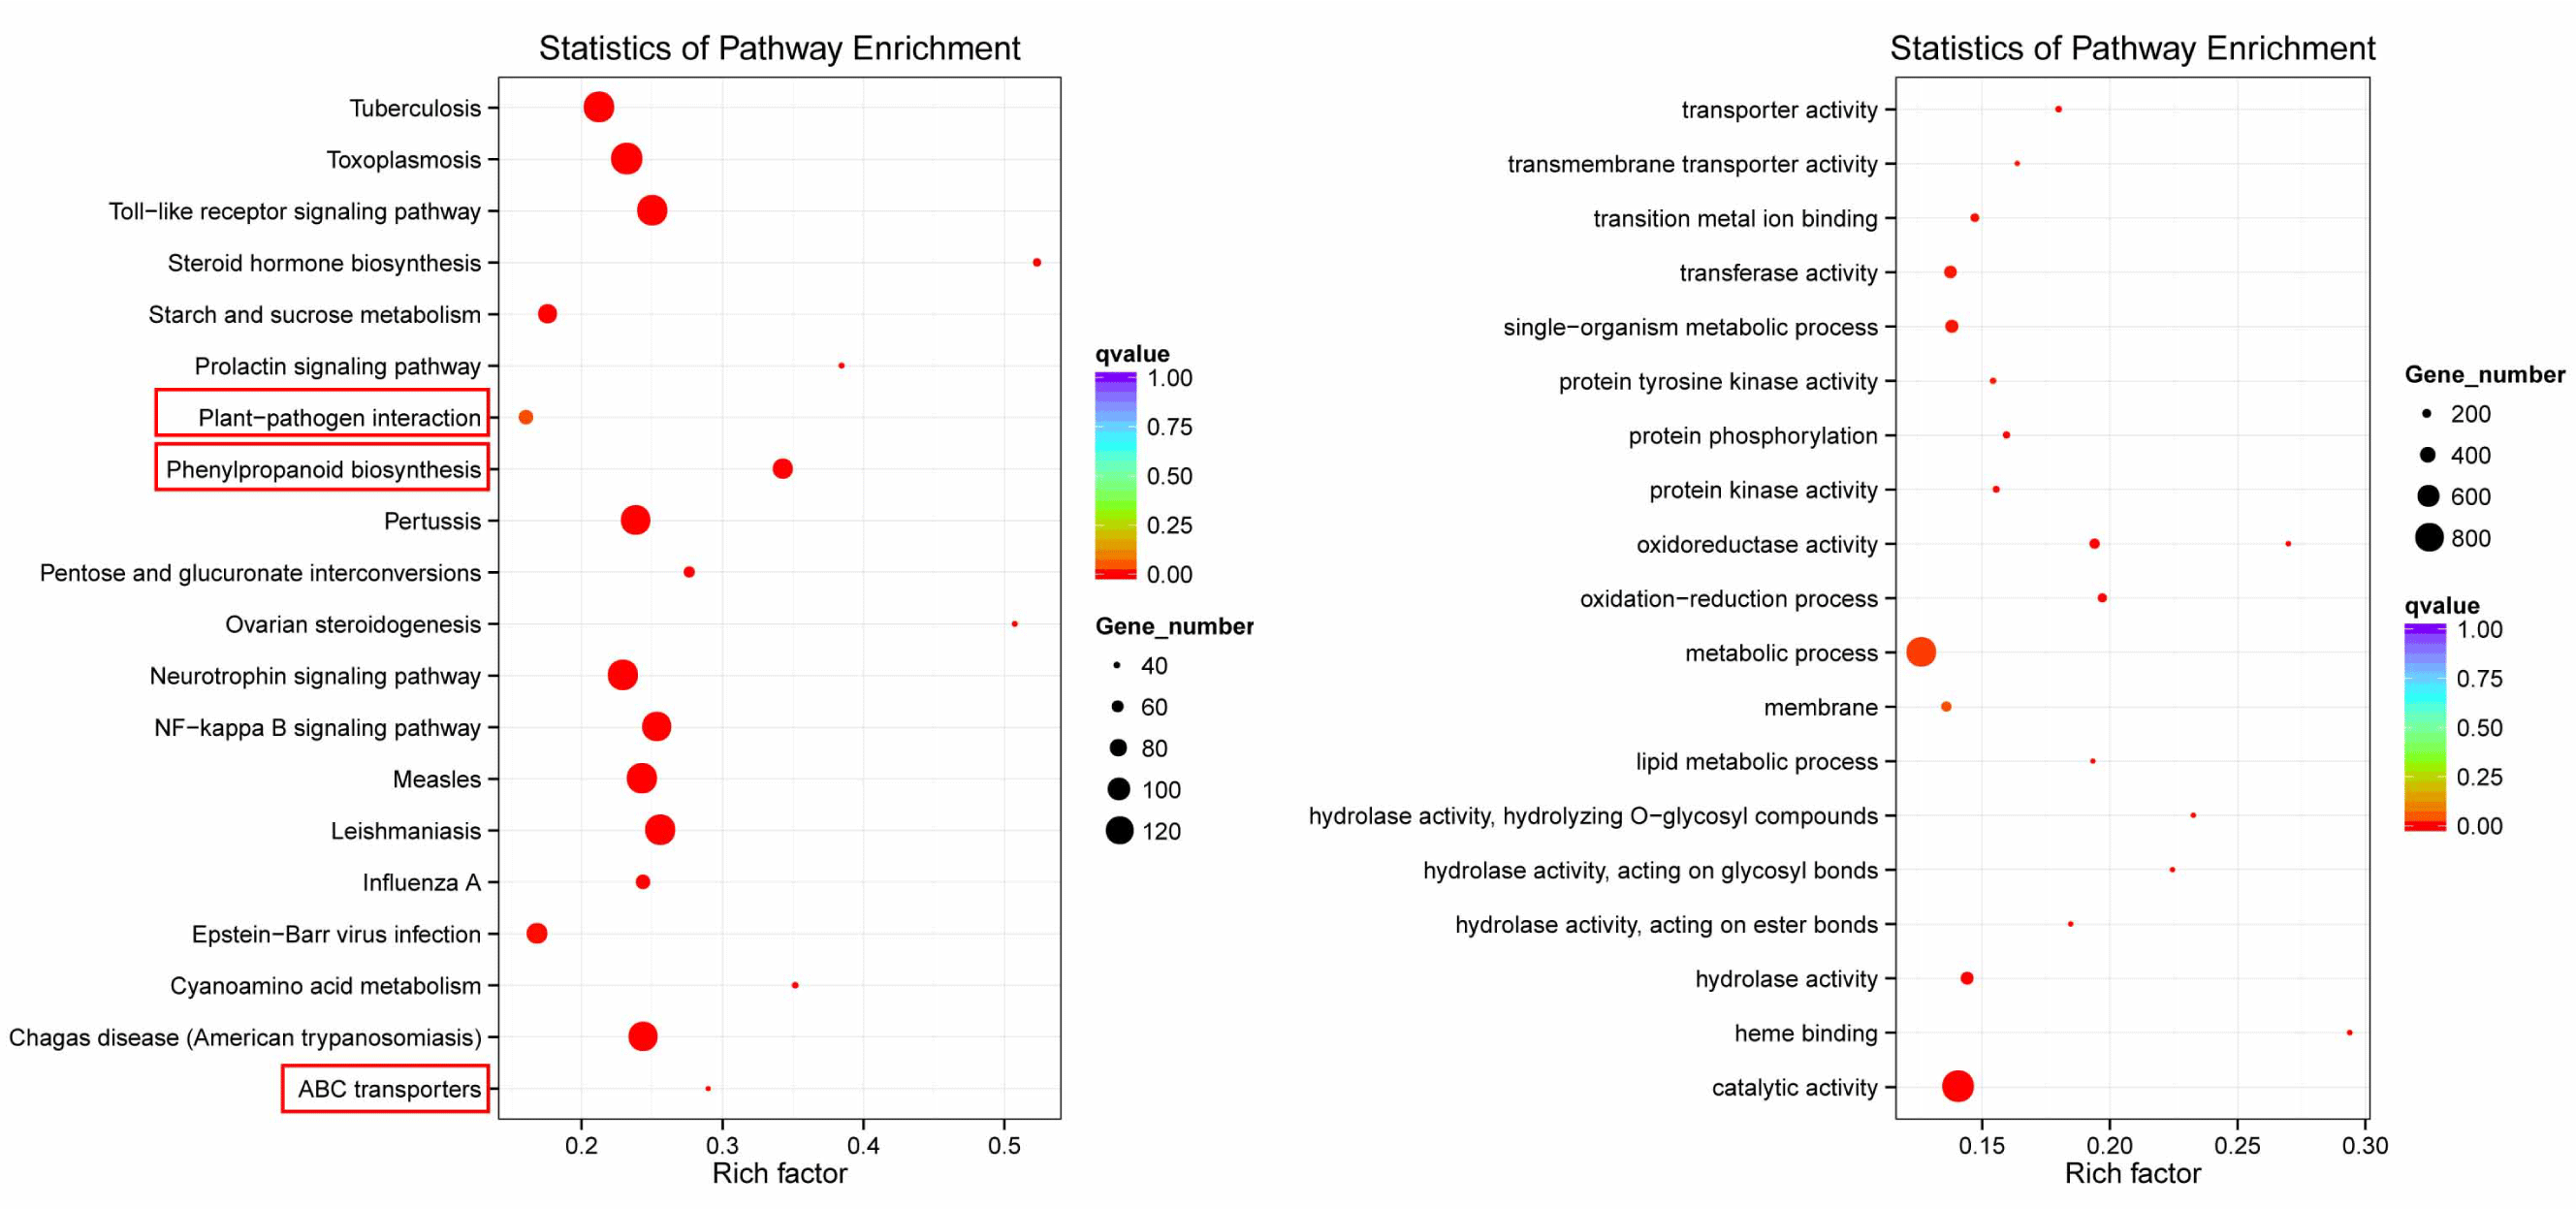 Statistics of Pathway Enrichment
Tuberculosis
Toxoplasmosis
Toll−like receptor signaling pathway
Steroid hormone biosynthesis
Starch and sucrose metabolism
Prolactin signaling pathway
Plant−pathogen interaction
Phenylpropanoid biosynthesis
Pertussis
Pentose and glucuronate interconversions
Ovarian steroidogenesis
Neurotrophin signaling pathway
NF−kappa B signaling pathway
Measles
Leishmaniasis
Influenza A
Epstein−Barr virus infection
Cyanoamino acid metabolism
Chagas disease (American trypanosomiasis)
ABC transporters
0.2 0.3 0.4 0.5
Rich factor
qvalue
1.00
0.75
0.50
0.25
0.00
Gene_number
40
60
80
100
120
Statistics of Pathway Enrichment
transporter activity
transmembrane transporter activity
transition metal ion binding
transferase activity
single−organism metabolic process
protein tyrosine kinase activity
protein phosphorylation
protein kinase activity
oxidoreductase activity
oxidation−reduction process
metabolic process
membrane
lipid metabolic process
hydrolase activity, hydrolyzing O−glycosyl compounds
hydrolase activity, acting on glycosyl bonds
hydrolase activity, acting on ester bonds
hydrolase activity
heme binding
catalytic activity
0.15 0.20 0.25 0.30
Rich factor
Gene_number
200
400
600
800
qvalue
1.00
0.75
0.50
0.25
0.00